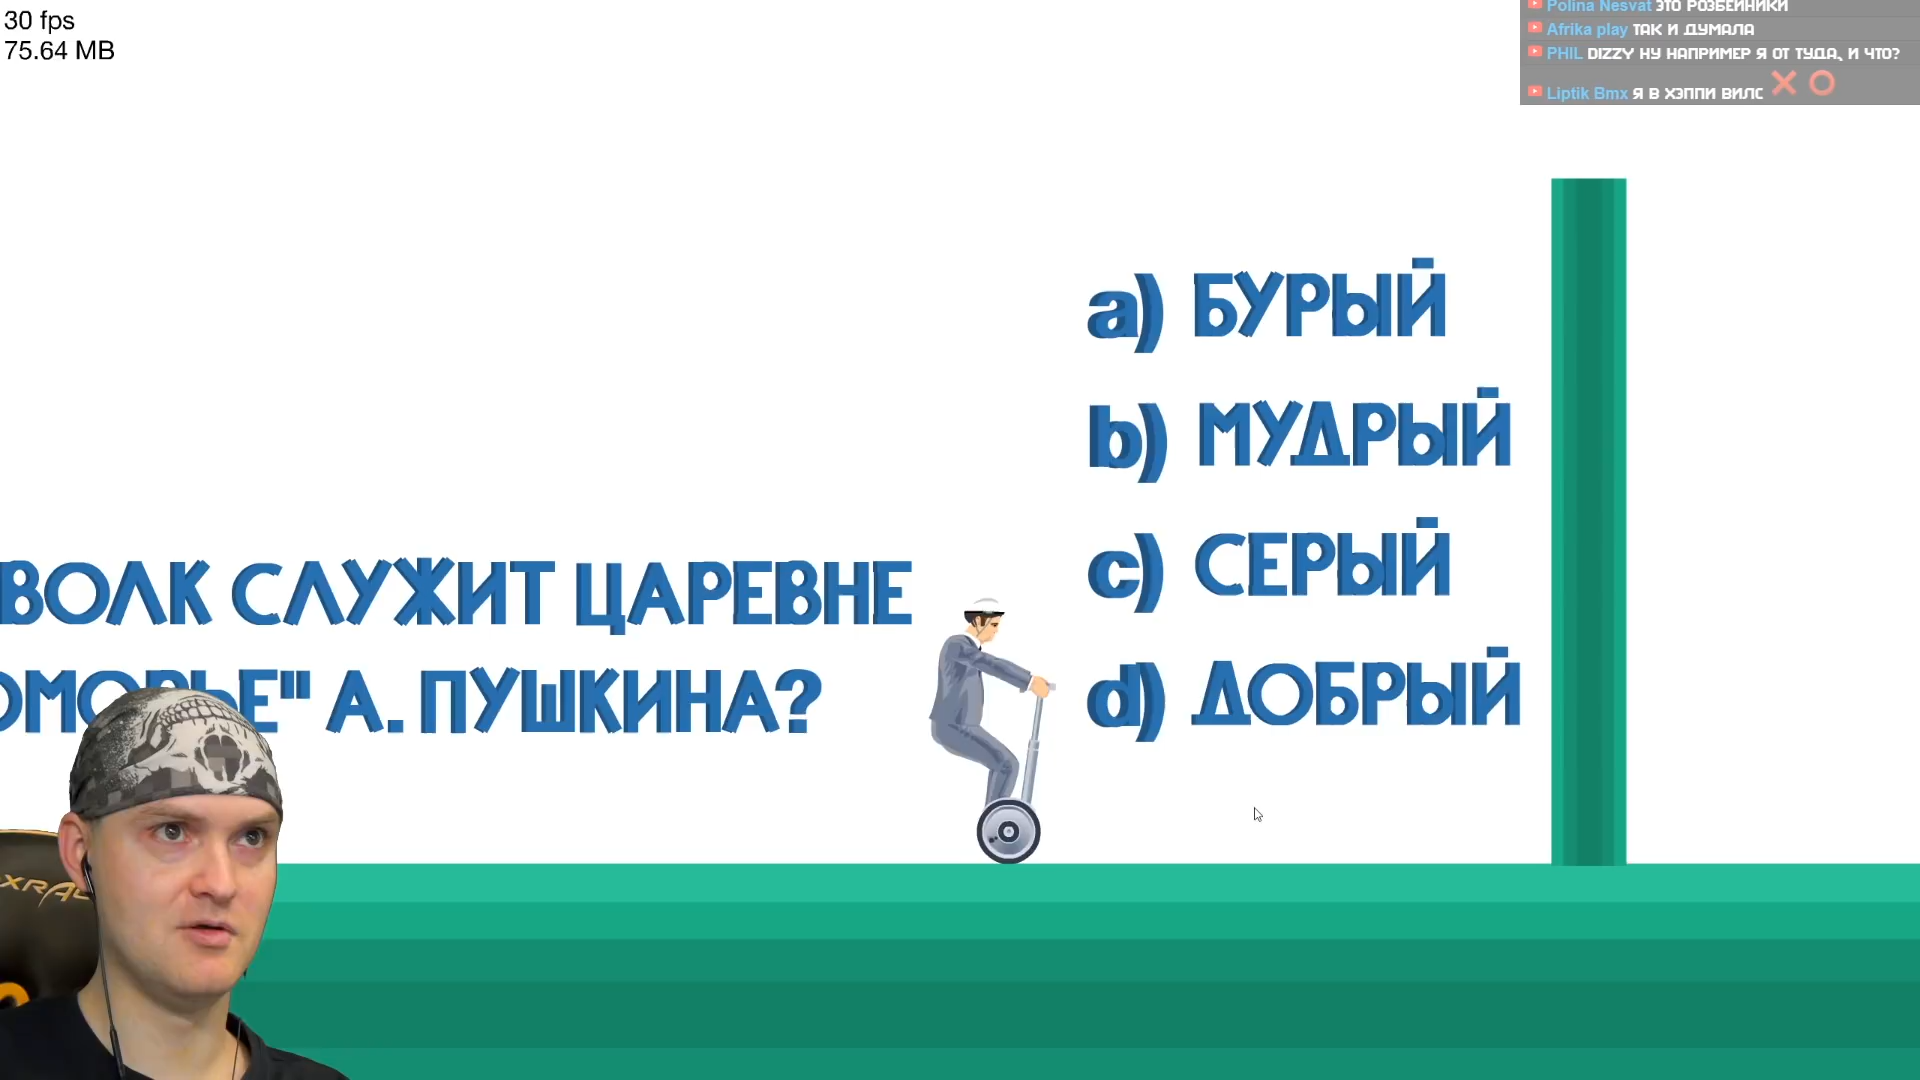 30 fps
75.64 MB
Polina Nesvat ЭТО РОЗБЕЙНИКИ
Afrika play ТАК И ДУМАЛА
PHIL DIZZY НУ НАПРИМЕР Я ОТ ТУДА, И ЧТО?
Liptik Bmx Я В ХЭППИ ВИЛС
a) БУРЫЙ
b) МУДРЫЙ
c) СЕРЫЙ
d) ДОБРЫЙ
ВОЛК СЛУЖИТ ЦАРЕВНЕ
ОМОРЬЕ" А. ПУШКИНА?